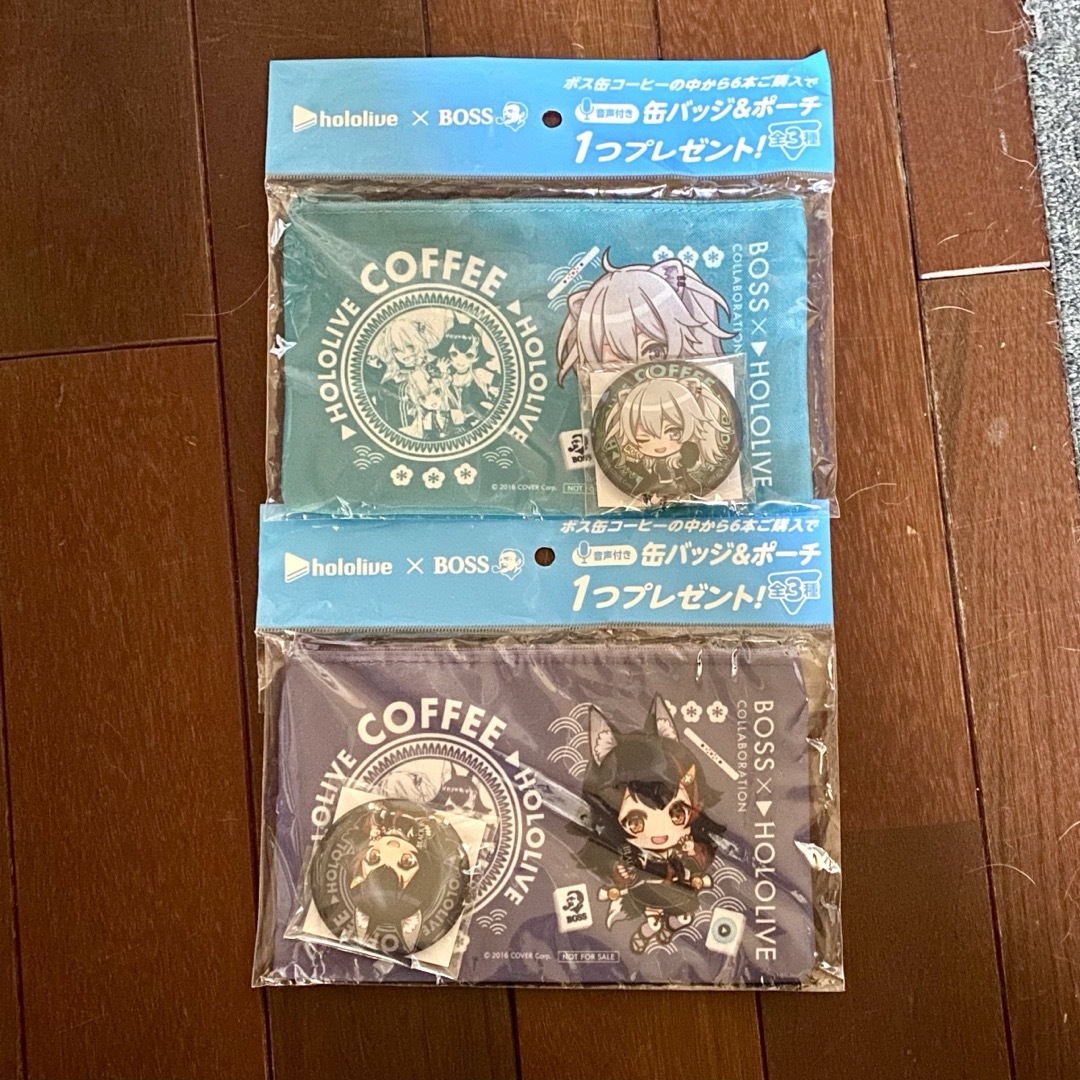 ボス缶コーヒーの中から6本ご購入で
hololive × BOSS
音声付き 缶バッジ&ポーチ
1つプレゼント! 全3種
HOLOLIVE COFFEE HOLOLIVE
BOSS × HOLOLIVE
COLLABORATION
COFFEE
BOSS
© 2016 COVER Corp. NOT
ボス缶コーヒーの中から6本ご購入で
hololive × BOSS
音声付き 缶バッジ&ポーチ
1つプレゼント! 全3種
HOLOLIVE COFFEE HOLOLIVE
BOSS × HOLOLIVE
COLLABORATION
HOLOLIVE
BOSS
© 2016 COVER Corp. NOT FOR SALE